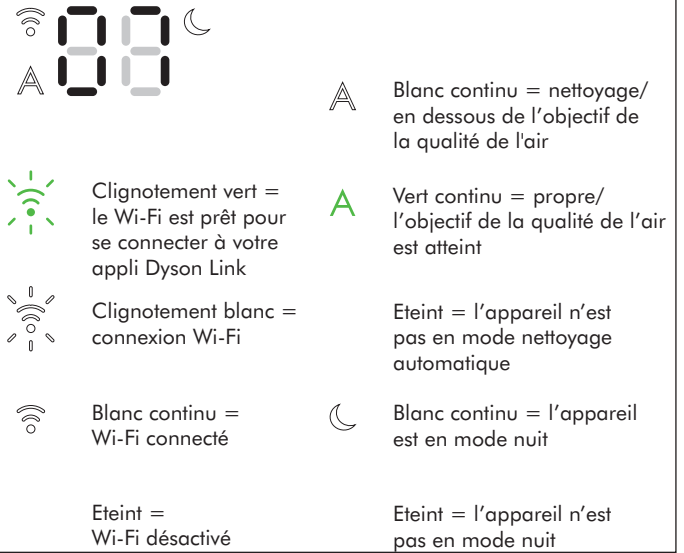 07
A
Clignotement vert =
le Wi-Fi est prêt pour
se connecter à votre
appli Dyson Link
Clignotement blanc =
connexion Wi-Fi
Blanc continu =
Wi-Fi connecté
Eteint =
Wi-Fi désactivé
A
Blanc continu = nettoyage/
en dessous de l’objectif de
la qualité de l'air
A
Vert continu = propre/
l’objectif de la qualité de l’air
est atteint
Eteint = l’appareil n’est
pas en mode nettoyage
automatique
Blanc continu = l’appareil
est en mode nuit
Eteint = l’appareil n’est
pas en mode nuit